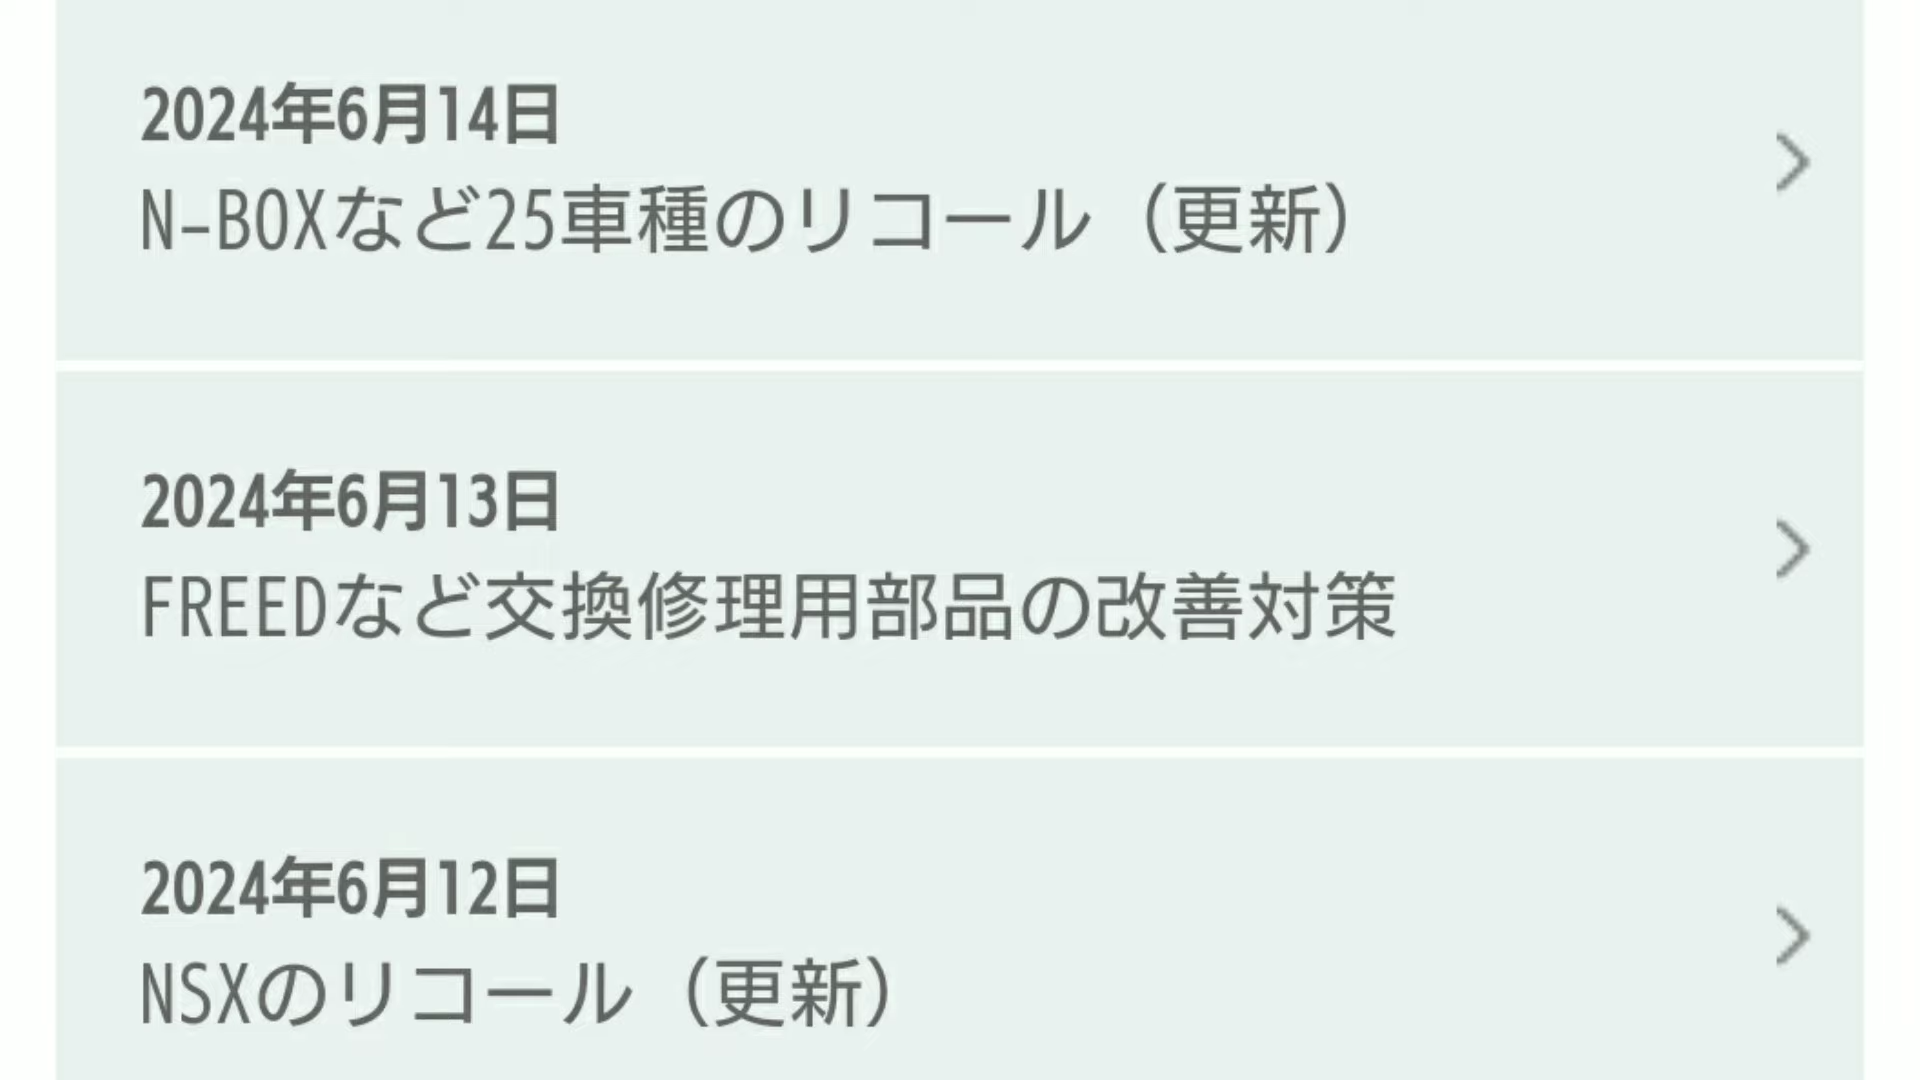 2024年6月14日
N-BOXなど25車種のリコール（更新）
2024年6月13日
FREEDなど交換修理用部品の改善対策
2024年6月12日
NSXのリコール（更新）